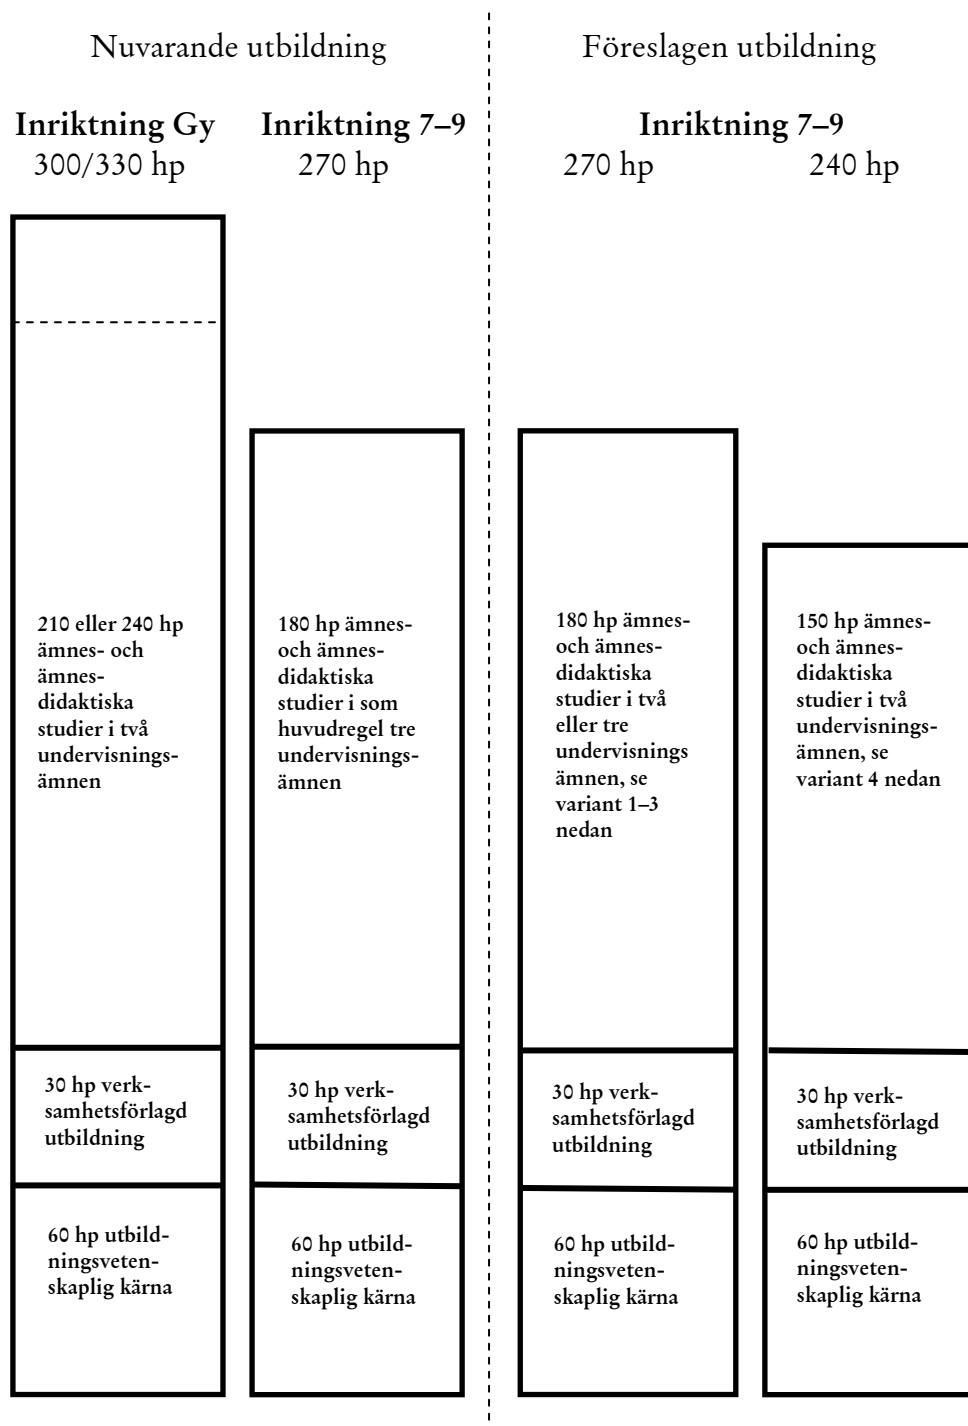 Nuvarande utbildning
Föreslagen utbildning
Inriktning Gy
300/330 hp
Inriktning 7–9
270 hp
Inriktning 7–9
270 hp
240 hp
210 eller 240 hp
ämnes- och
ämnes-
didaktiska
studier i två
undervisnings-
ämnen
180 hp ämnes-
och ämnes-
didaktiska
studier i som
huvudregel tre
undervisnings-
ämnen
180 hp ämnes-
och ämnes-
didaktiska
studier i två
eller tre
undervisnings
ämnen, se
variant 1–3
nedan
150 hp ämnes-
och ämnes-
didaktiska
studier i två
undervisnings-
ämnen, se
variant 4 nedan
30 hp verk-
samhetsförlagd
utbildning
30 hp verk-
samhetsförlagd
utbildning
30 hp verk-
samhetsförlagd
utbildning
30 hp verk-
samhetsförlagd
utbildning
60 hp utbild-
ningsveten-
skaplig kärna
60 hp utbild-
ningsveten-
skaplig kärna
60 hp utbild-
ningsveten-
skaplig kärna
60 hp utbild-
ningsveten-
skaplig kärna